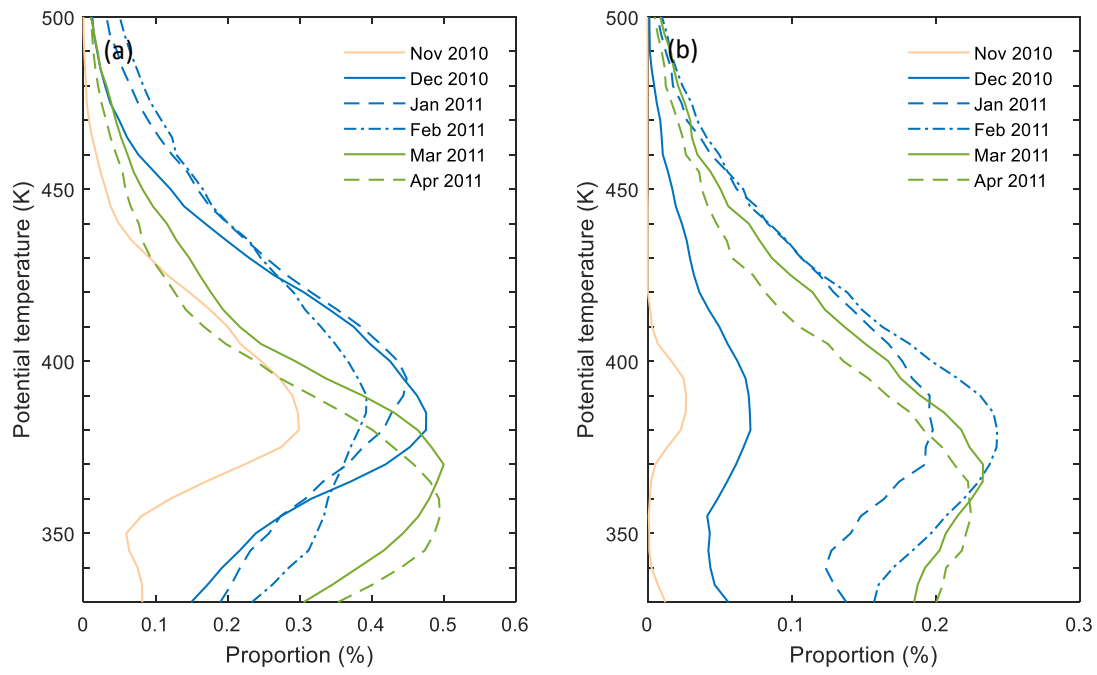 (a)
Nov 2010
Dec 2010
Jan 2011
Feb 2011
Mar 2011
Apr 2011
500
450
400
350
Potential temperature (K)
0 0.1 0.2 0.3 0.4 0.5 0.6
Proportion (%)
(b)
Nov 2010
Dec 2010
Jan 2011
Feb 2011
Mar 2011
Apr 2011
500
450
400
350
Potential temperature (K)
0 0.1 0.2 0.3
Proportion (%)